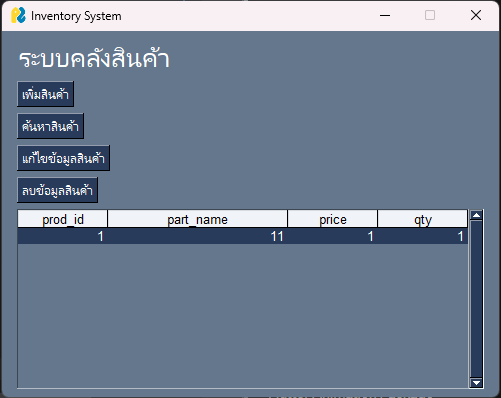 Inventory System
ระบบคลังสินค้า
เพิ่มสินค้า
ค้นหาสินค้า
แก้ไขข้อมูลสินค้า
ลบข้อมูลสินค้า
prod_id part_name price qty
1 11 1 1